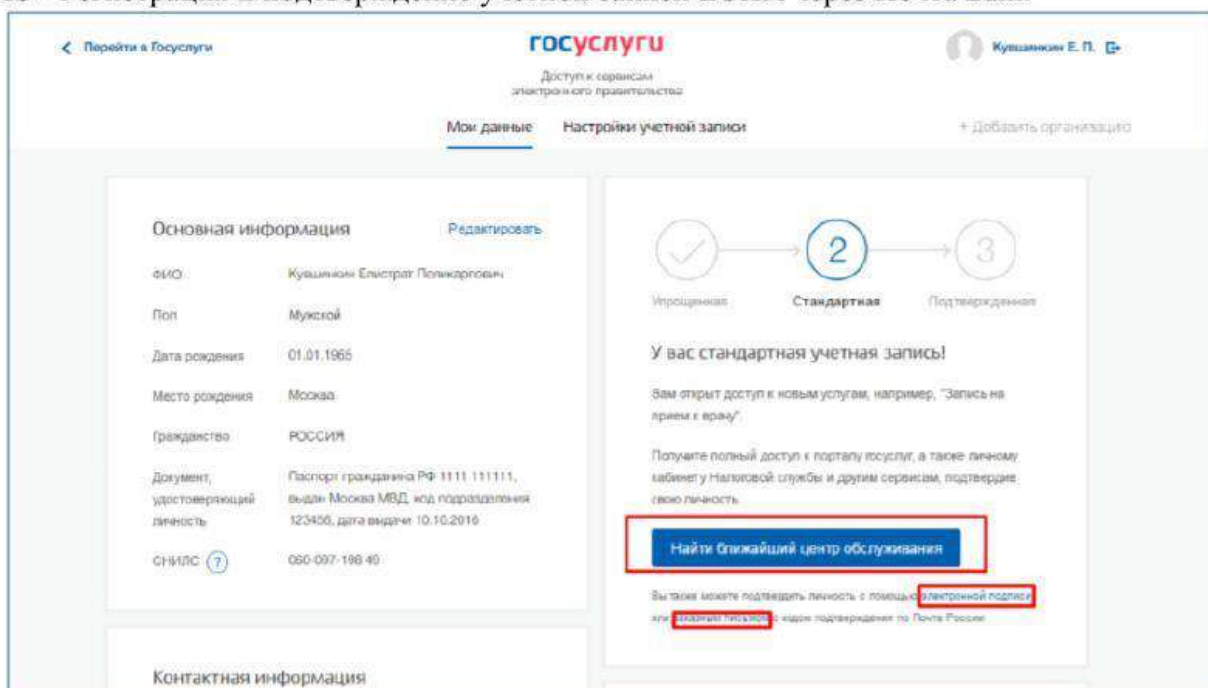 Регистрация и подтверждение учетной записи в
Перейти в Госуслуги
госуслуги
Кувшинкин Е. П.
Доступ к сервисам
электронного правительства
Мои данные
Настройки учетной записи
+ Добавить организацию
Основная информация
Редактировать
ФИО
Кувшинкин Елистрат Поликарпович
Пол
Мужской
Дата рождения
01.01.1965
Место рождения
Москва
Гражданство
РОССИЯ
Документ,
удостоверяющий
личность
Паспорт гражданина РФ 1111 111111,
выдан Москва МВД, код подразделения
123456, дата выдачи 10.10.2016
СНИЛС ?
2
3
Упрощенная
Стандартная
Подтвержденная
У вас стандартная учетная запись!
Вам открыт доступ к новым услугам, например, "Запись на
прием к врачу".
Получите полный доступ к порталу госуслуг, а также личному
кабинету Налоговой службы и другим сервисам, подтвердив
свою личность.
Найти ближайший центр обслуживания
Вы также можете подтвердить личность с помощью электронной подписи
или заказным письмом с кодом подтверждения по Почте России
Контактная информация